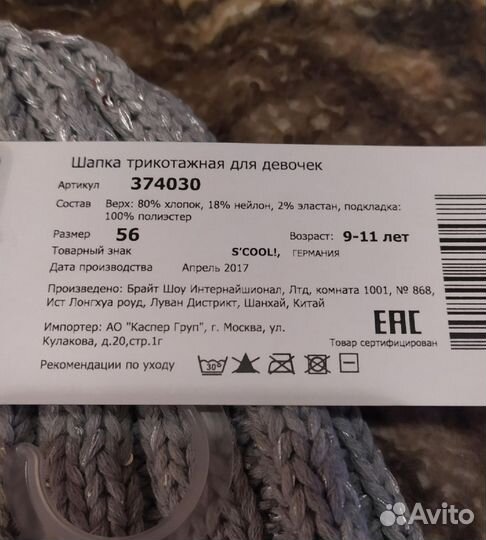 Шапка трикотажная для девочек
Артикул 374030
Состав Верх: 80% хлопок, 18% нейлон, 2% эластан, подкладка:
100% полиэстер
Размер 56 Возраст: 9-11 лет
Товарный знак S'COOL!, ГЕРМАНИЯ
Дата производства Апрель 2017
Произведено: Брайт Шоу Интернайшионал, Лтд, комната 1001, № 868,
Ист Лонгхуа роуд, Луван Дистрикт, Шанхай, Китай
Импортер: АО "Каспер Груп", г. Москва, ул.
Кулакова, д.20,стр.1г
ЕАС
Товар сертифицирован
Рекомендации по уходу 30°
Avito